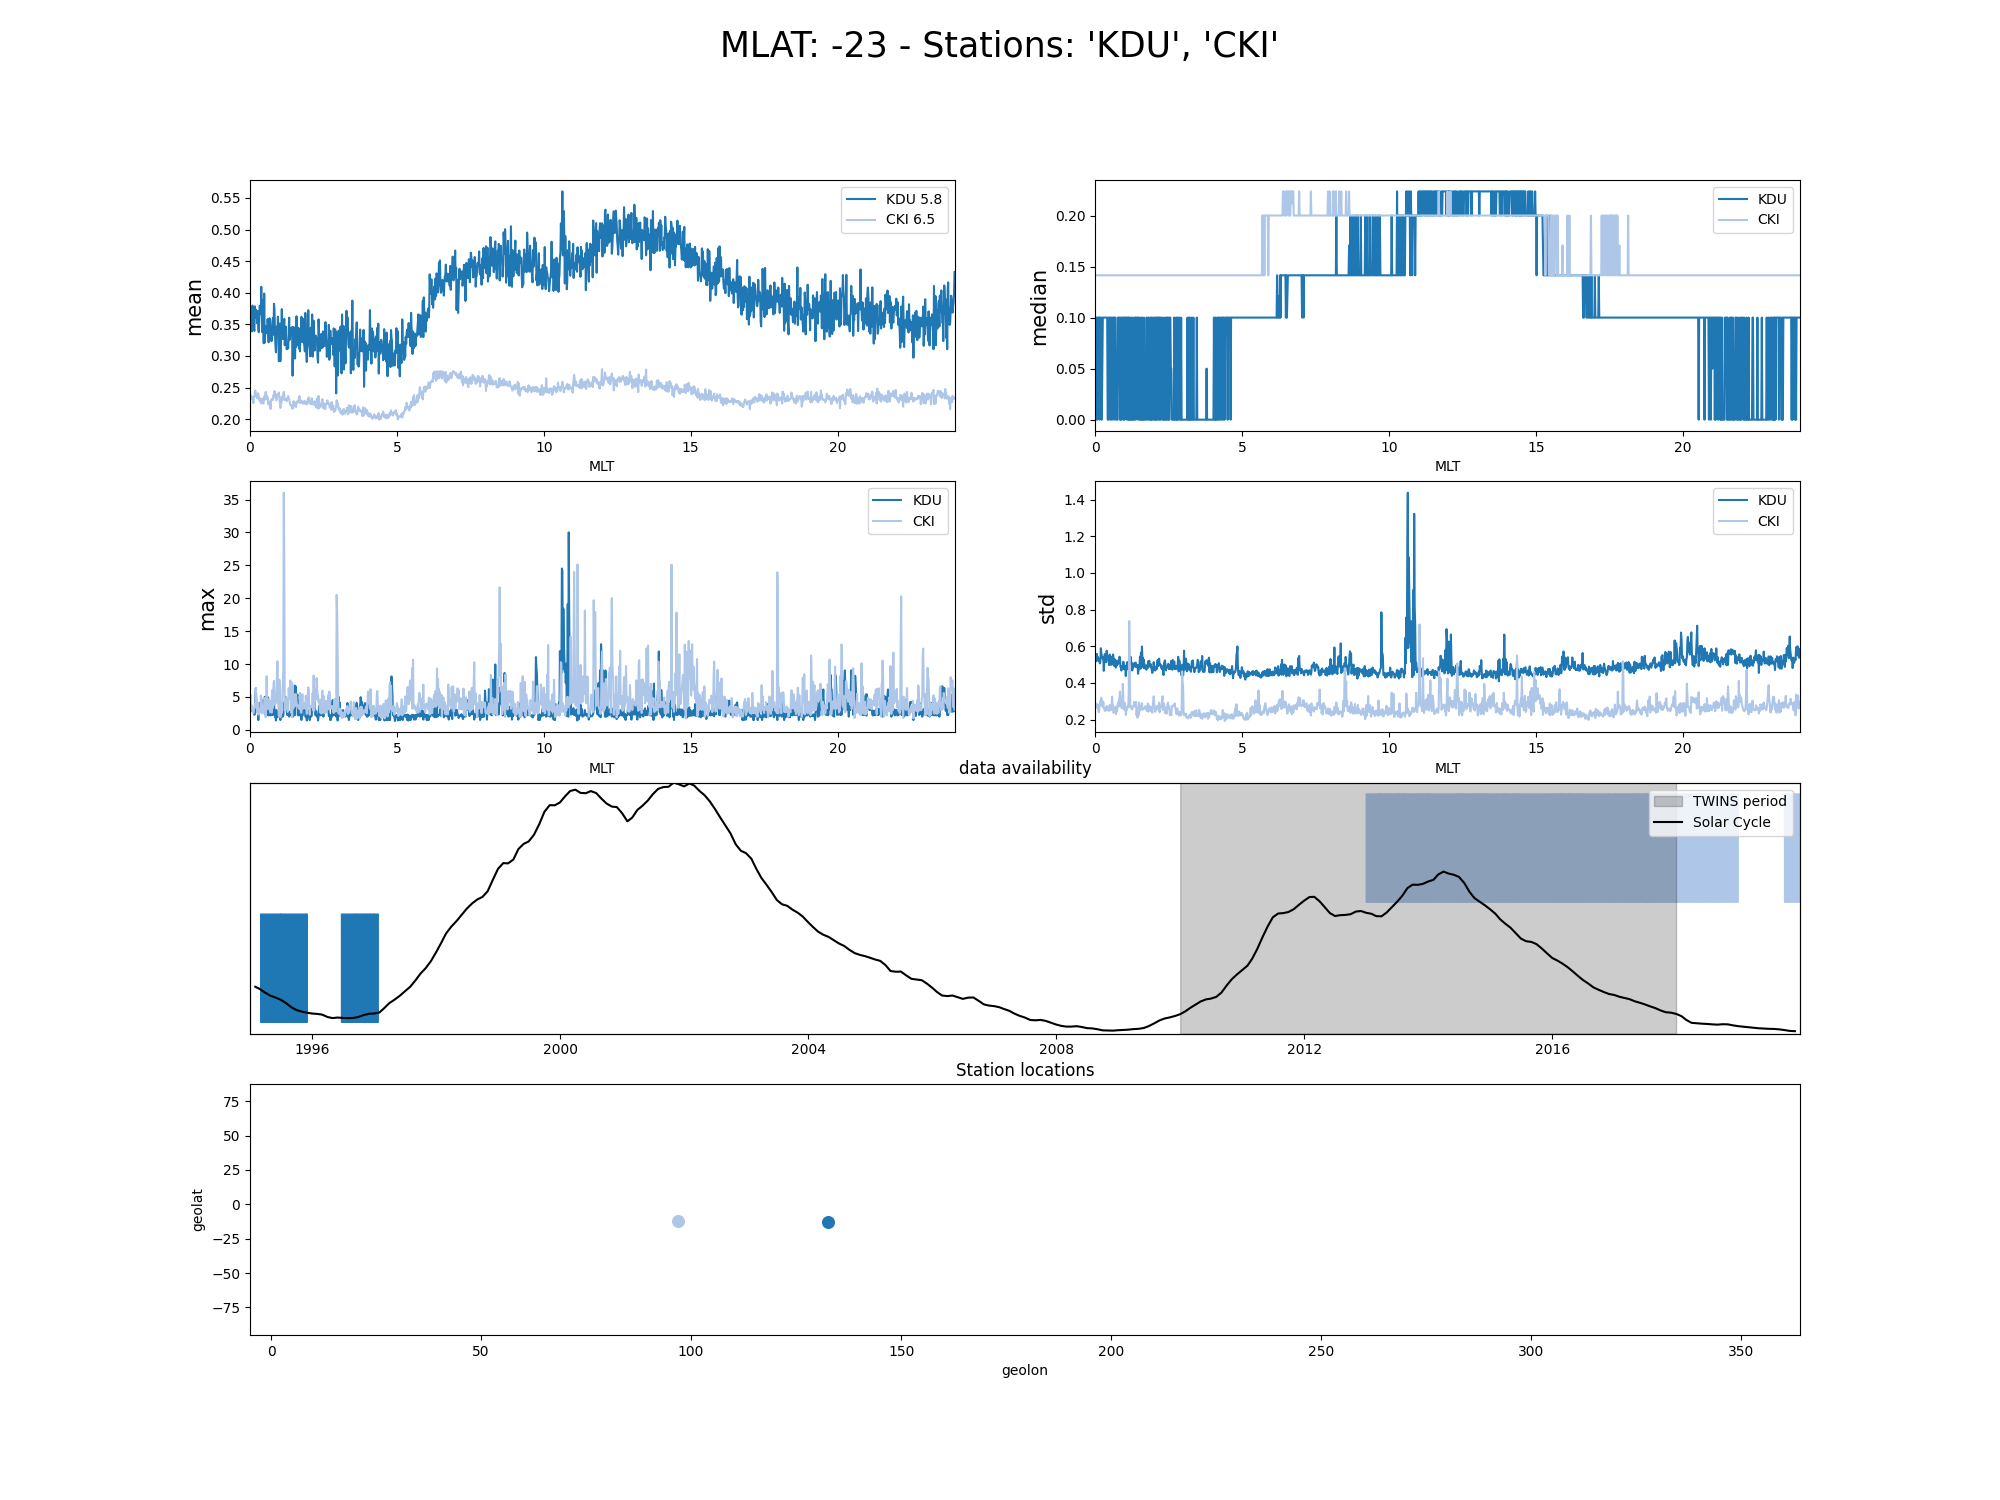 MLAT: -23 - Stations: 'KDU', 'CKI'
mean
0.55
0.50
0.45
0.40
0.35
0.30
0.25
0.20
KDU 5.8
CKI 6.5
0 5 10 15 20
MLT
median
0.20
0.15
0.10
0.05
0.00
KDU
CKI
0 5 10 15 20
MLT
max
35
30
25
20
15
10
5
0
KDU
CKI
0 5 10 15 20
MLT
std
1.4
1.2
1.0
0.8
0.6
0.4
0.2
KDU
CKI
0 5 10 15 20
MLT
data availability
TWINS period
Solar Cycle
1996 2000 2004 2008 2012 2016
Station locations
geolat
75
50
25
0
−25
−50
−75
0 50 100 150 200 250 300 350
geolon